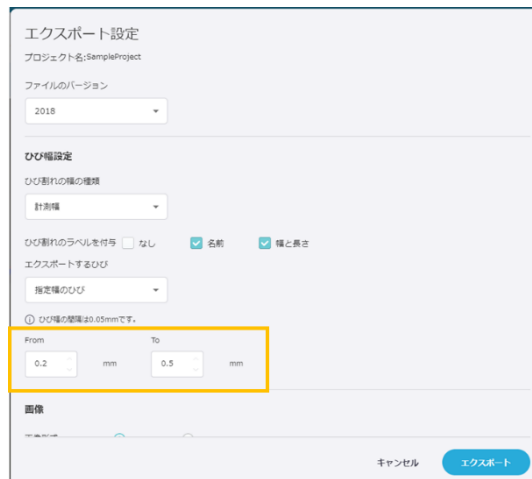 エクスポート設定
プロジェクト名:SampleProject
ファイルのバージョン
2018
ひび幅設定
ひび割れの幅の種類
計測幅
ひび割れのラベルを付与 なし 名前 幅と長さ
エクスポートするひび
指定幅のひび
ひび幅の間隔は0.05mmです。
From To
0.2 mm 0.5 mm
画像
キャンセル エクスポート